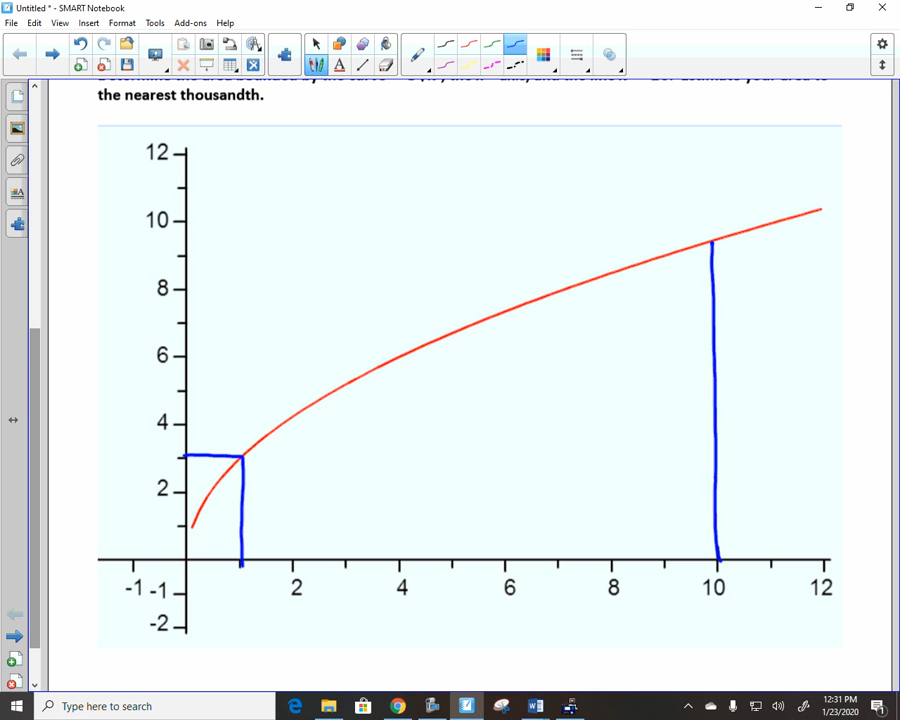 Untitled * - SMART Notebook
File Edit View Insert Format Tools Add-ons Help
the nearest thousandth.
12
10
8
6
4
2
-1 -1 2 4 6 8 10 12
-2
Type here to search
12:31 PM
1/23/2020